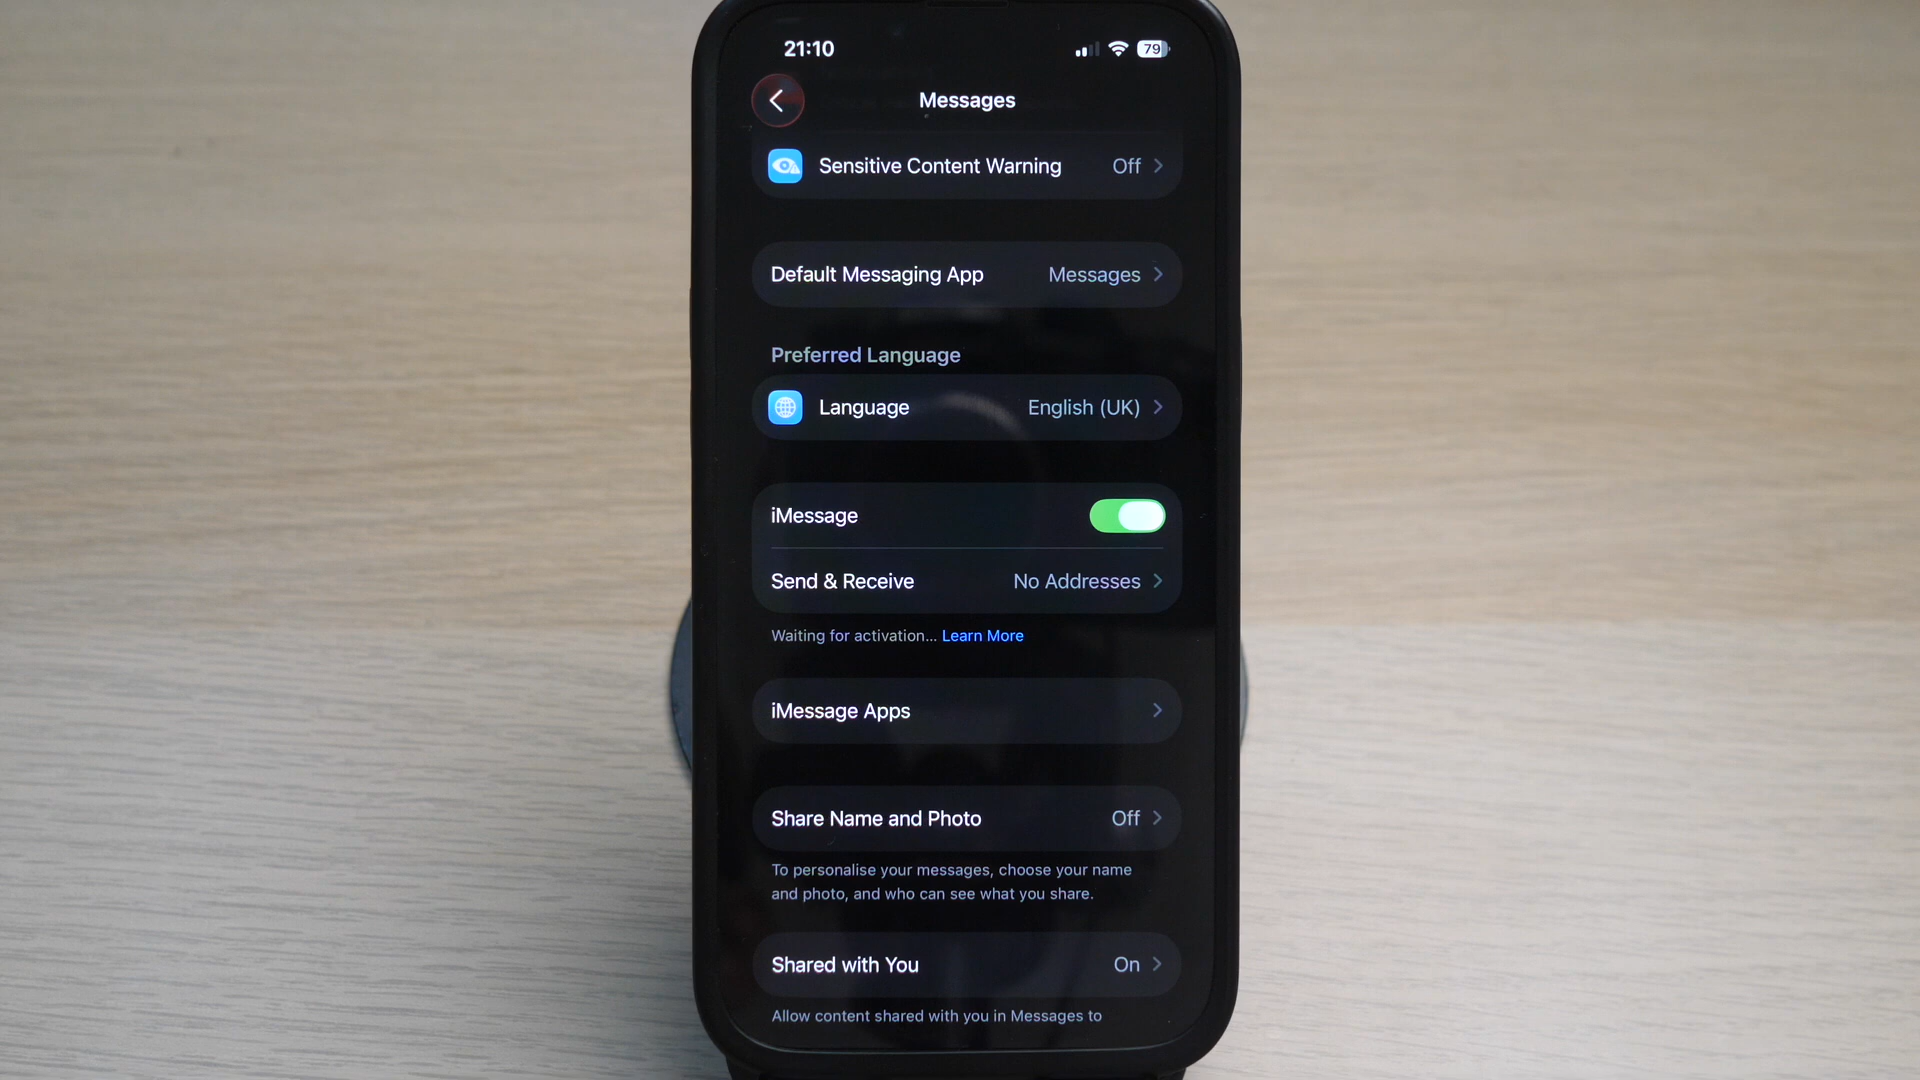 21:10
79
Messages
Sensitive Content Warning Off
Default Messaging App Messages
Preferred Language
Language English (UK)
iMessage
Send & Receive No Addresses
Waiting for activation... Learn More
iMessage Apps
Share Name and Photo Off
To personalise your messages, choose your name
and photo, and who can see what you share.
Shared with You On
Allow content shared with you in Messages to